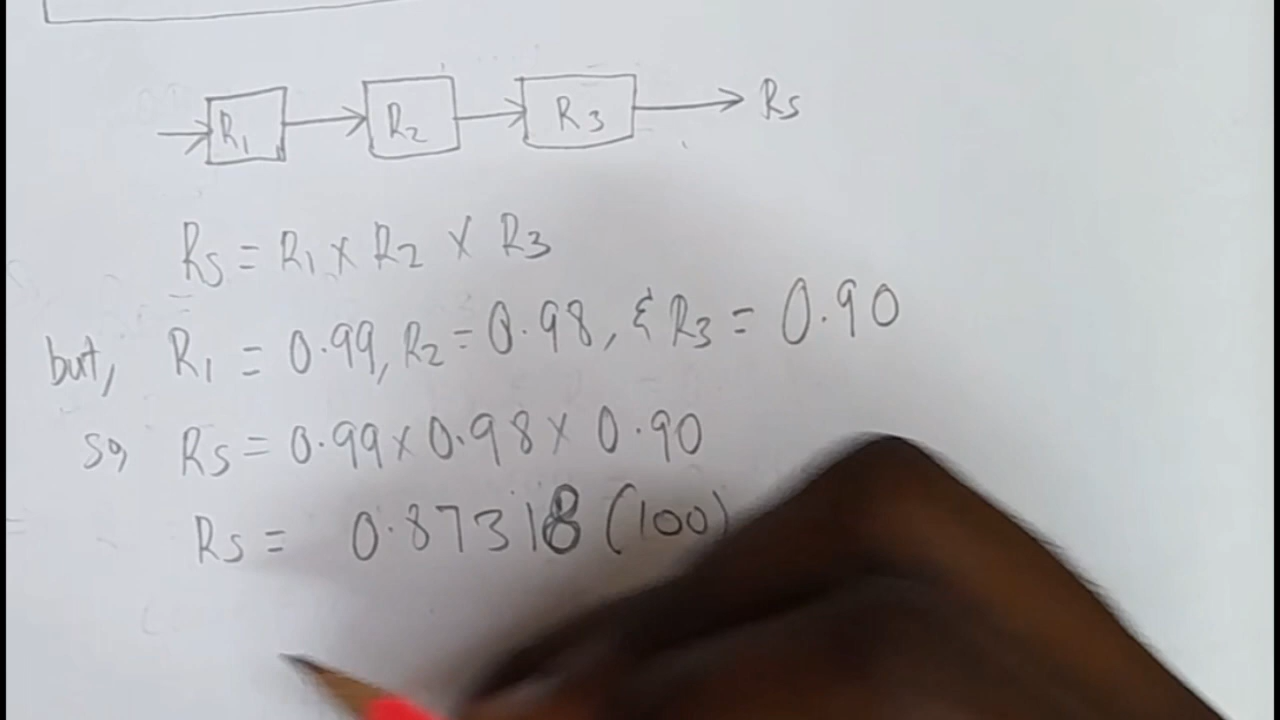 R1 R2 R3 Rs
Rs = R1 x R2 x R3
but, R1 = 0.99, R2 = 0.98, & R3 = 0.90
so, Rs = 0.99 x 0.98 x 0.90
Rs = 0.87318 (100)